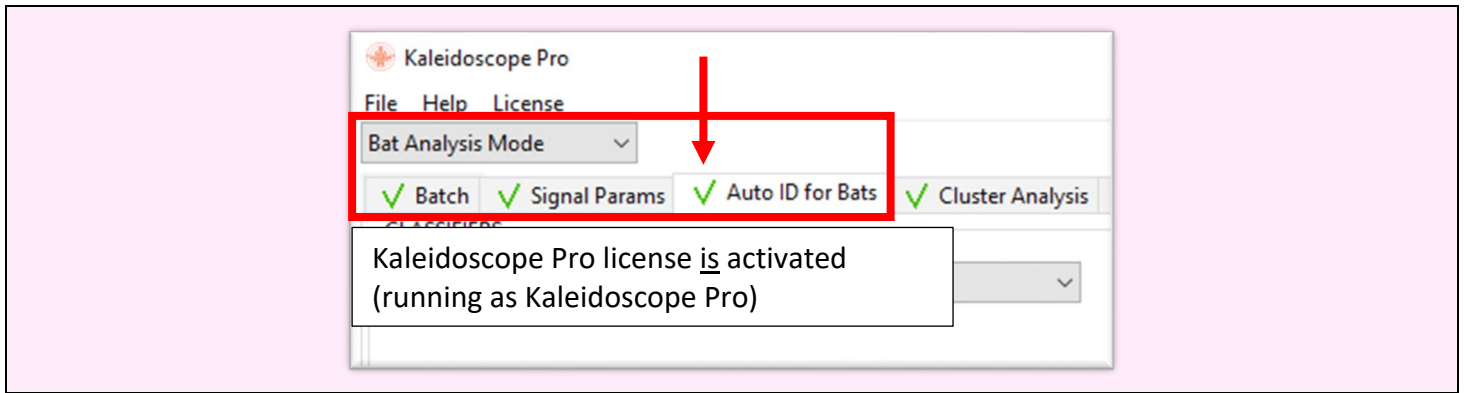 Kaleidoscope Pro
File Help License
Bat Analysis Mode
Batch Signal Params Auto ID for Bats Cluster Analysis
CLASSIFIERS
Kaleidoscope Pro license is activated
(running as Kaleidoscope Pro)